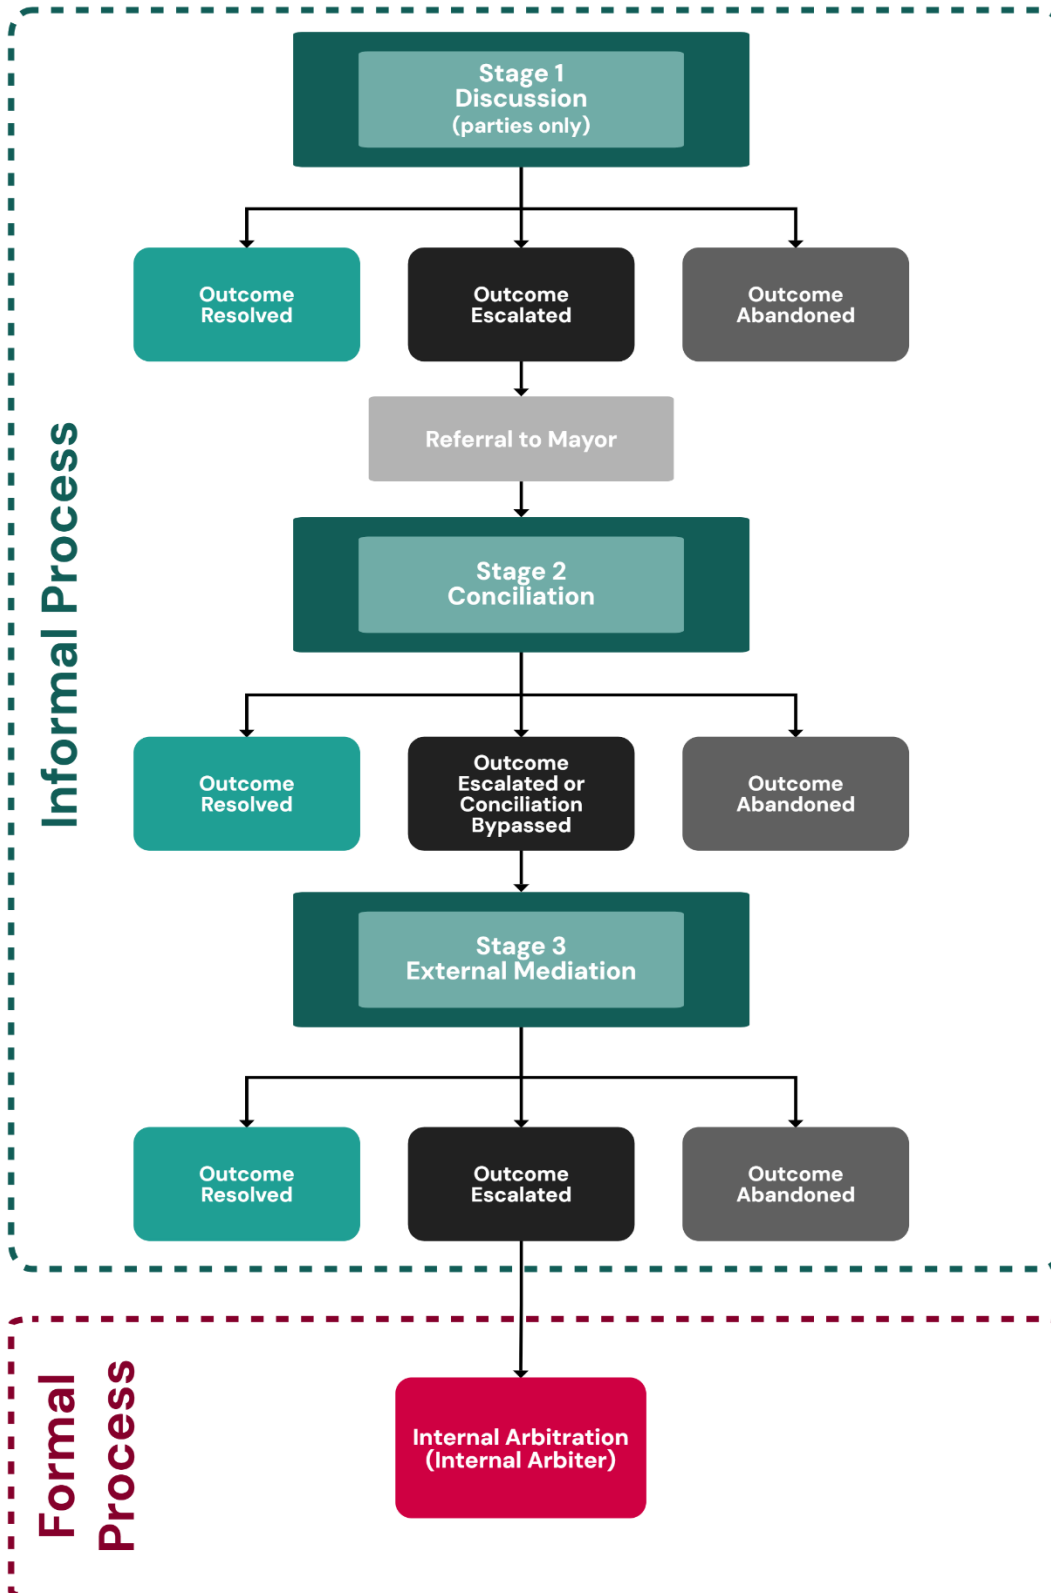 Informal Process
Stage 1
Discussion
(parties only)
Outcome
Resolved
Outcome
Escalated
Outcome
Abandoned
Referral to Mayor
Stage 2
Conciliation
Outcome
Resolved
Outcome
Escalated or
Conciliation
Bypassed
Outcome
Abandoned
Stage 3
External Mediation
Outcome
Resolved
Outcome
Escalated
Outcome
Abandoned
Formal
Process
Internal Arbitration
(Internal Arbiter)